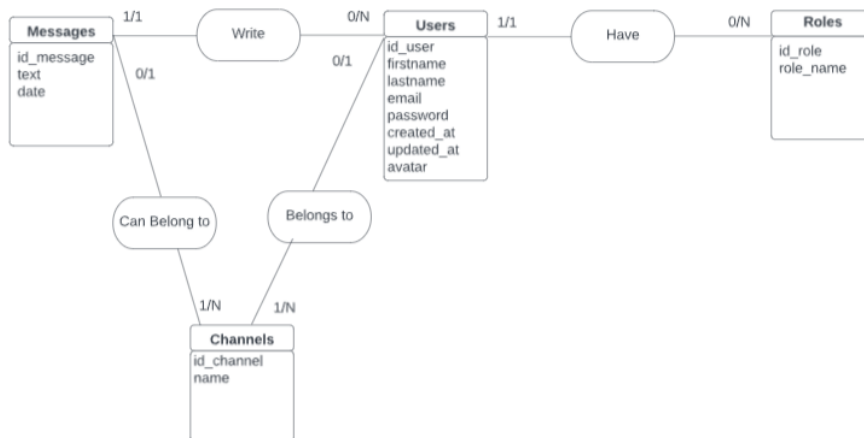 1/1
0/N
Messages
Write
Users
1/1
0/N
Roles
Have
id_message
text
date
0/1
0/1
id_user
firstname
lastname
email
password
created_at
updated_at
avatar
id_role
role_name
Can Belong to
Belongs to
1/N
1/N
Channels
id_channel
name